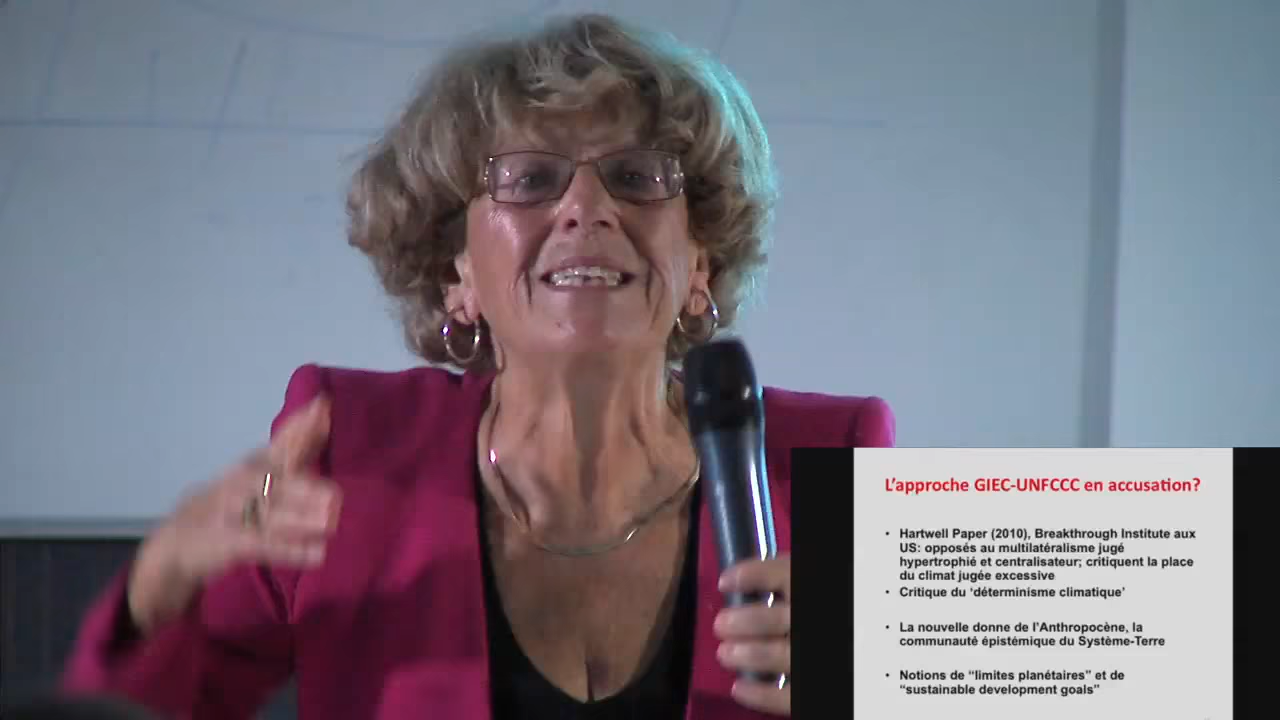 L’approche GIEC-UNFCCC en accusation?
• Hartwell Paper (2010), Breakthrough Institute aux
US: opposés au multilatéralisme jugé
hypertrophié et centralisateur; critiquent la place
du climat jugée excessive
• Critique du ‘déterminisme climatique’
• La nouvelle donne de l’Anthropocène, la
communauté épistémique du Système-Terre
• Notions de “limites planétaires” et de
“sustainable development goals”